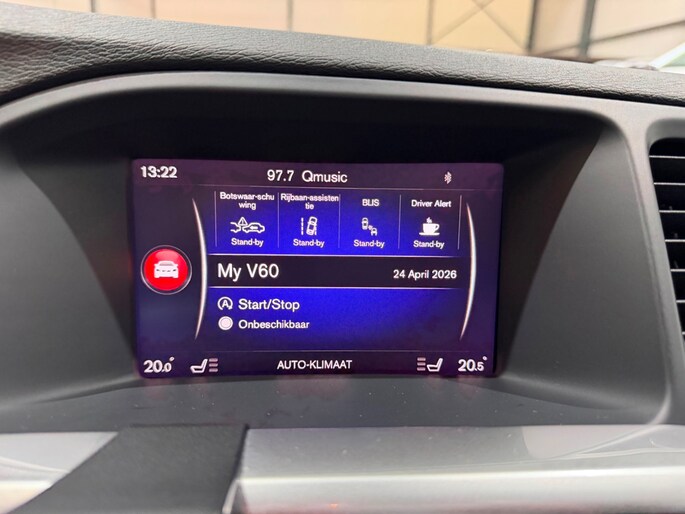 13:22
97.7 Qmusic
Botswaar-schu
wing
Rijbaan-assisten
tie
BLIS
Driver Alert
Stand-by
Stand-by
Stand-by
Stand-by
My V60
24 April 2026
A Start/Stop
Onbeschikbaar
20.0°
AUTO-KLIMAAT
20.5°